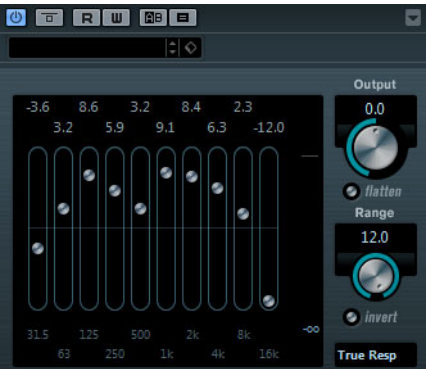 R W AB
Output
-3.6 8.6 3.2 8.4 2.3 0.0
3.2 5.9 9.1 6.3 -12.0
flatten
Range
12.0
invert
-∞
31.5 125 500 2k 8k
63 250 1k 4k 16k
True Resp